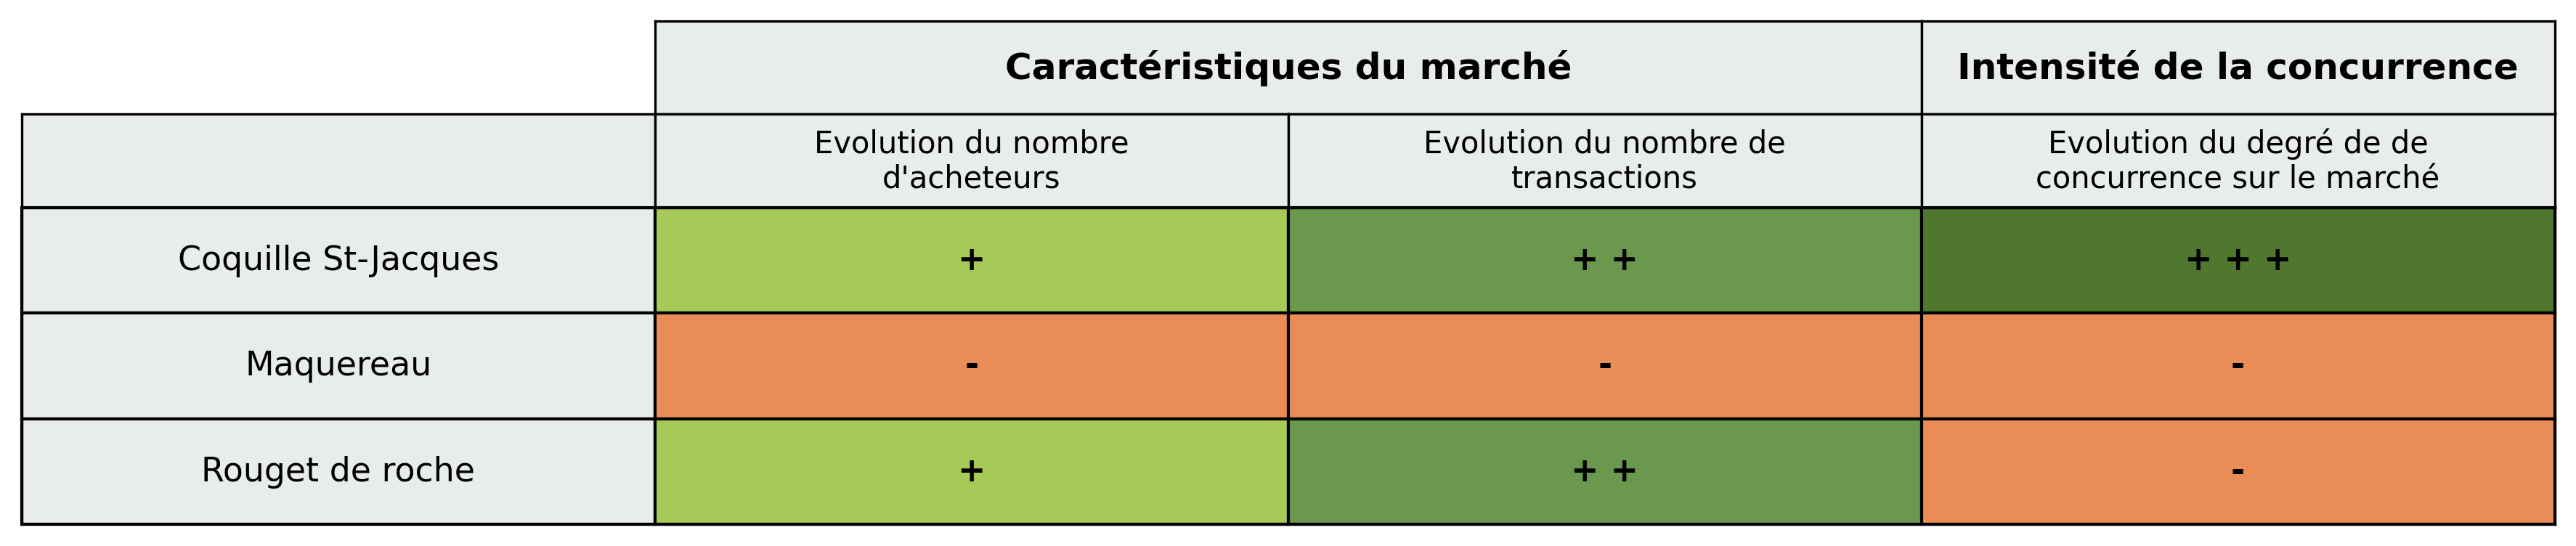 Caractéristiques du marché
Intensité de la concurrence
Evolution du nombre
d'acheteurs
Evolution du nombre de
transactions
Evolution du degré de de
concurrence sur le marché
Coquille St-Jacques
+
+ +
+ + +
Maquereau
-
-
-
Rouget de roche
+
+ +
-